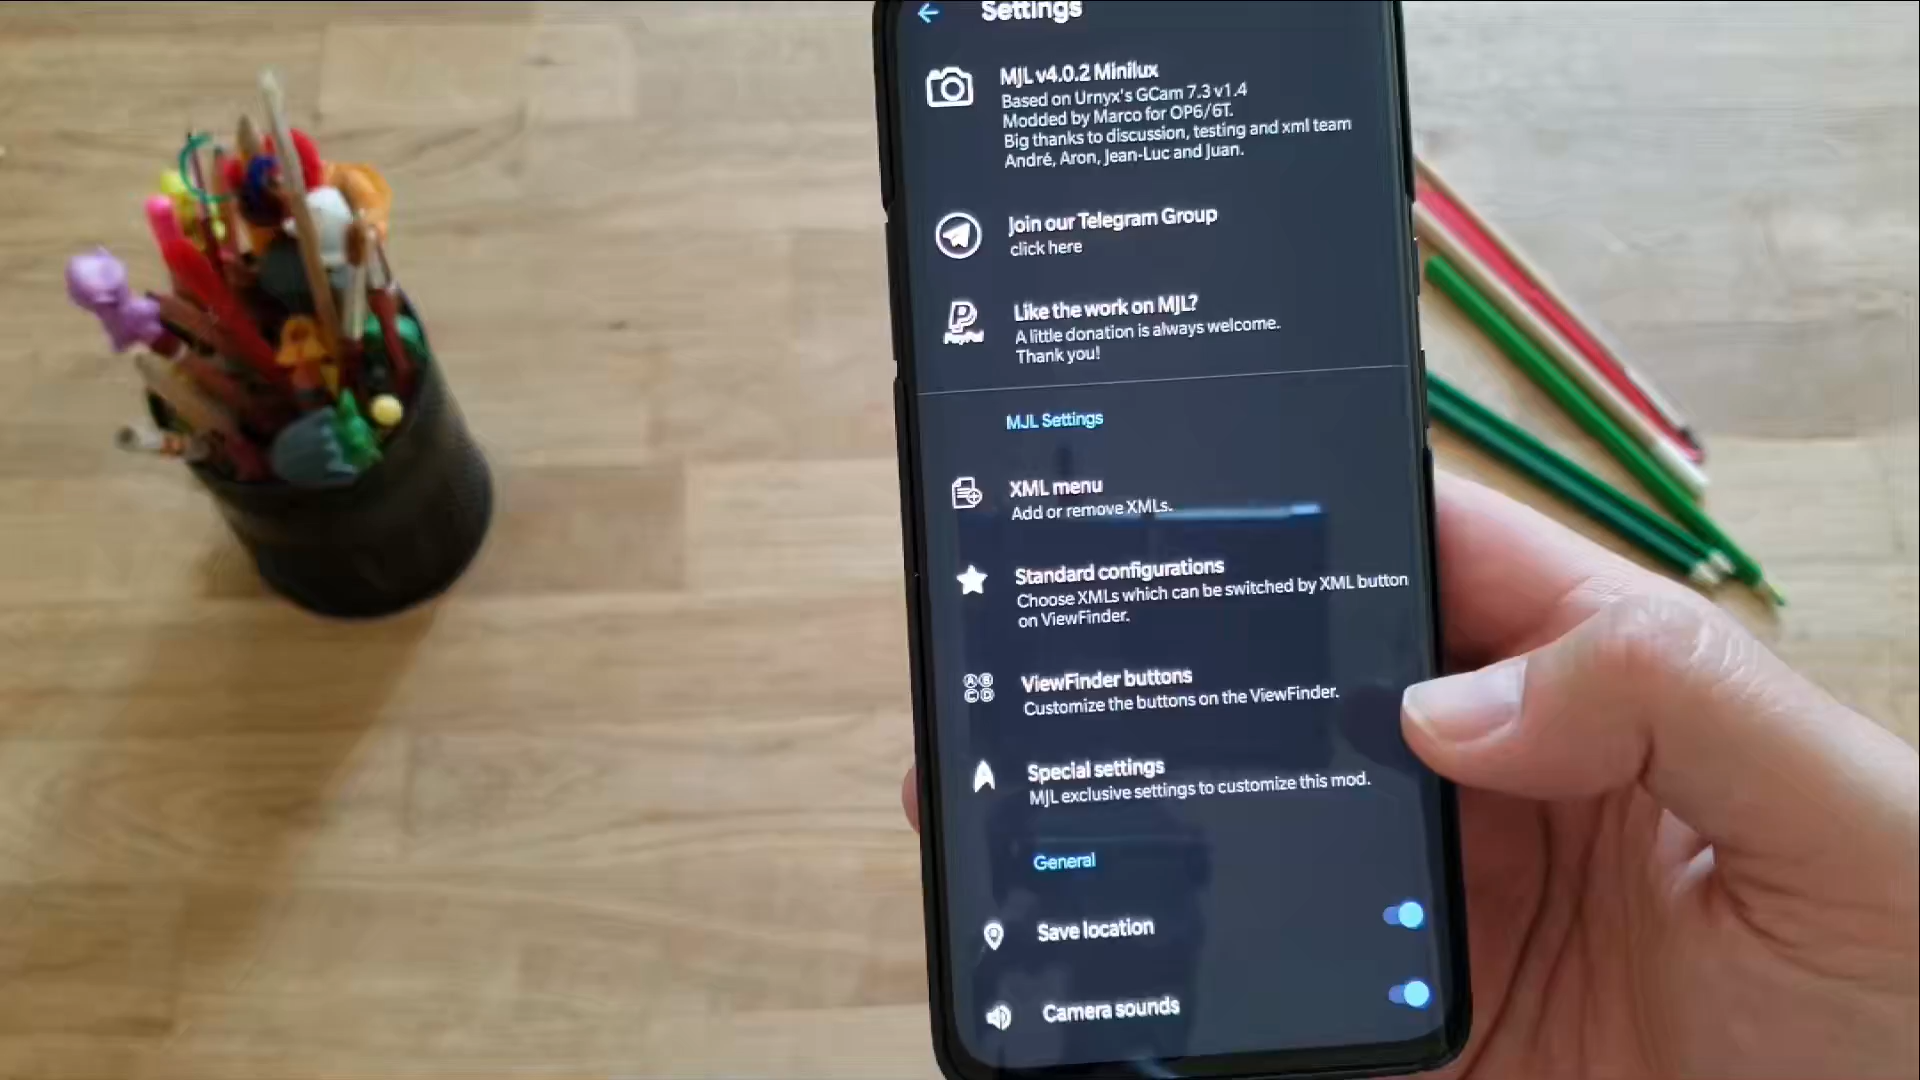 Settings
MJL v4.0.2 Minilux
Based on Urnyx's GCam 7.3 v1.4
Modded by Marco for OP6/6T.
Big thanks to discussion, testing and xml team
André, Aron, Jean-Luc and Juan.
Join our Telegram Group
click here
Like the work on MJL?
A little donation is always welcome.
Thank you!
PayPal
MJL Settings
XML menu
Add or remove XMLs.
Standard configurations
Choose XMLs which can be switched by XML button
on ViewFinder.
A B
C D
ViewFinder buttons
Customize the buttons on the ViewFinder.
Special settings
MJL exclusive settings to customize this mod.
General
Save location
Camera sounds